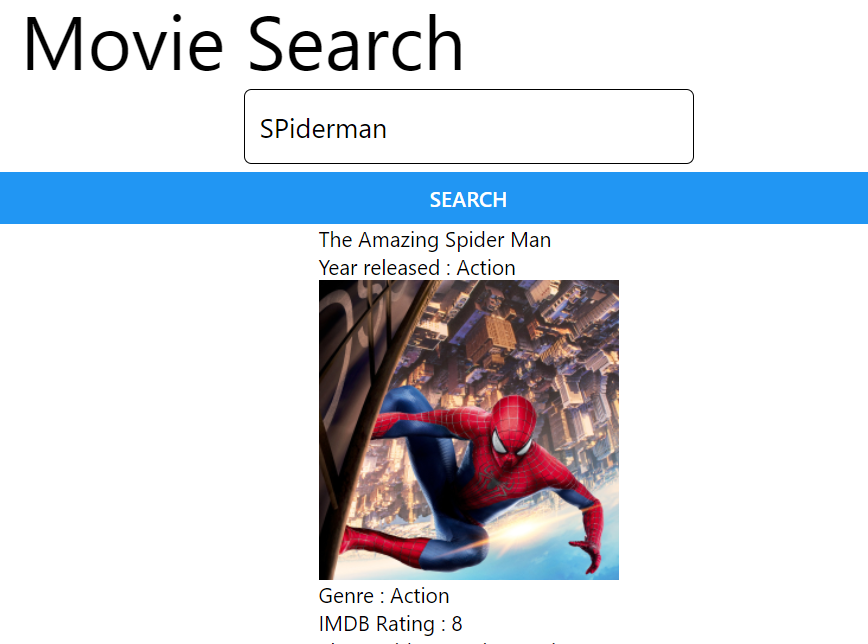 Movie Search
SPiderman
SEARCH
The Amazing Spider Man
Year released : Action
Genre : Action
IMDB Rating : 8